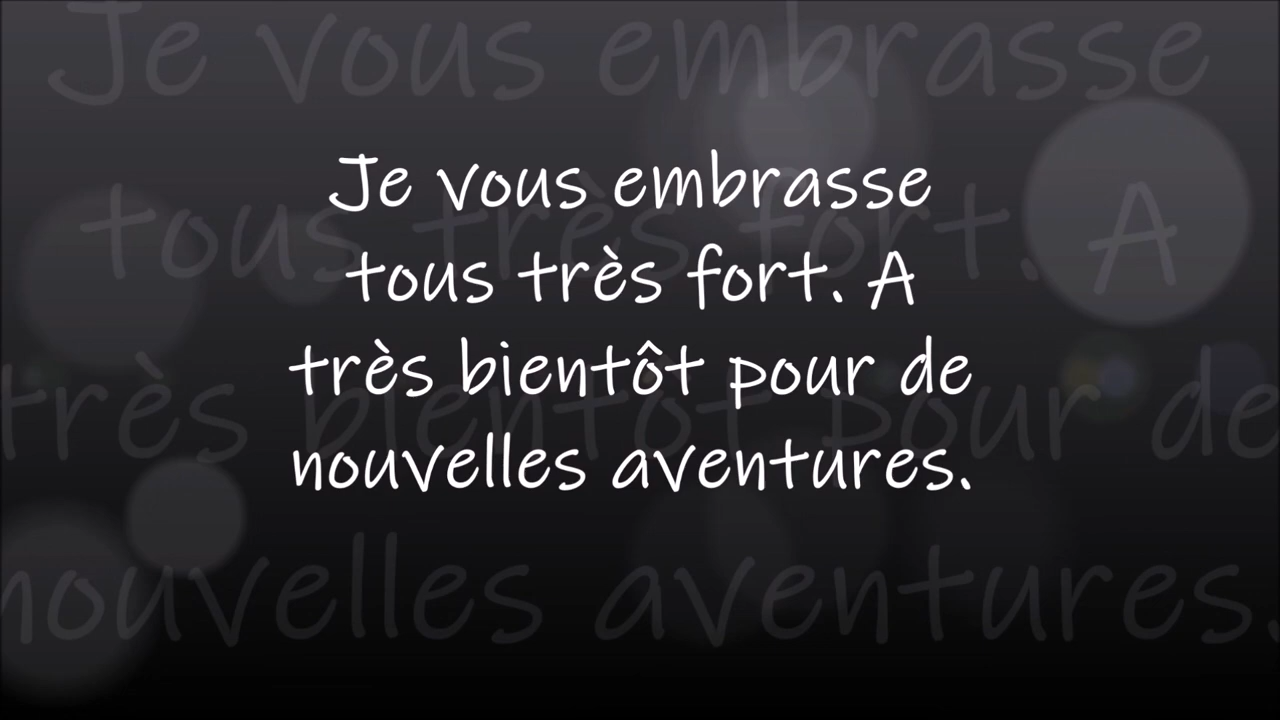 Je vous embrasse
tous très fort. A
très bientôt pour de
nouvelles aventures.